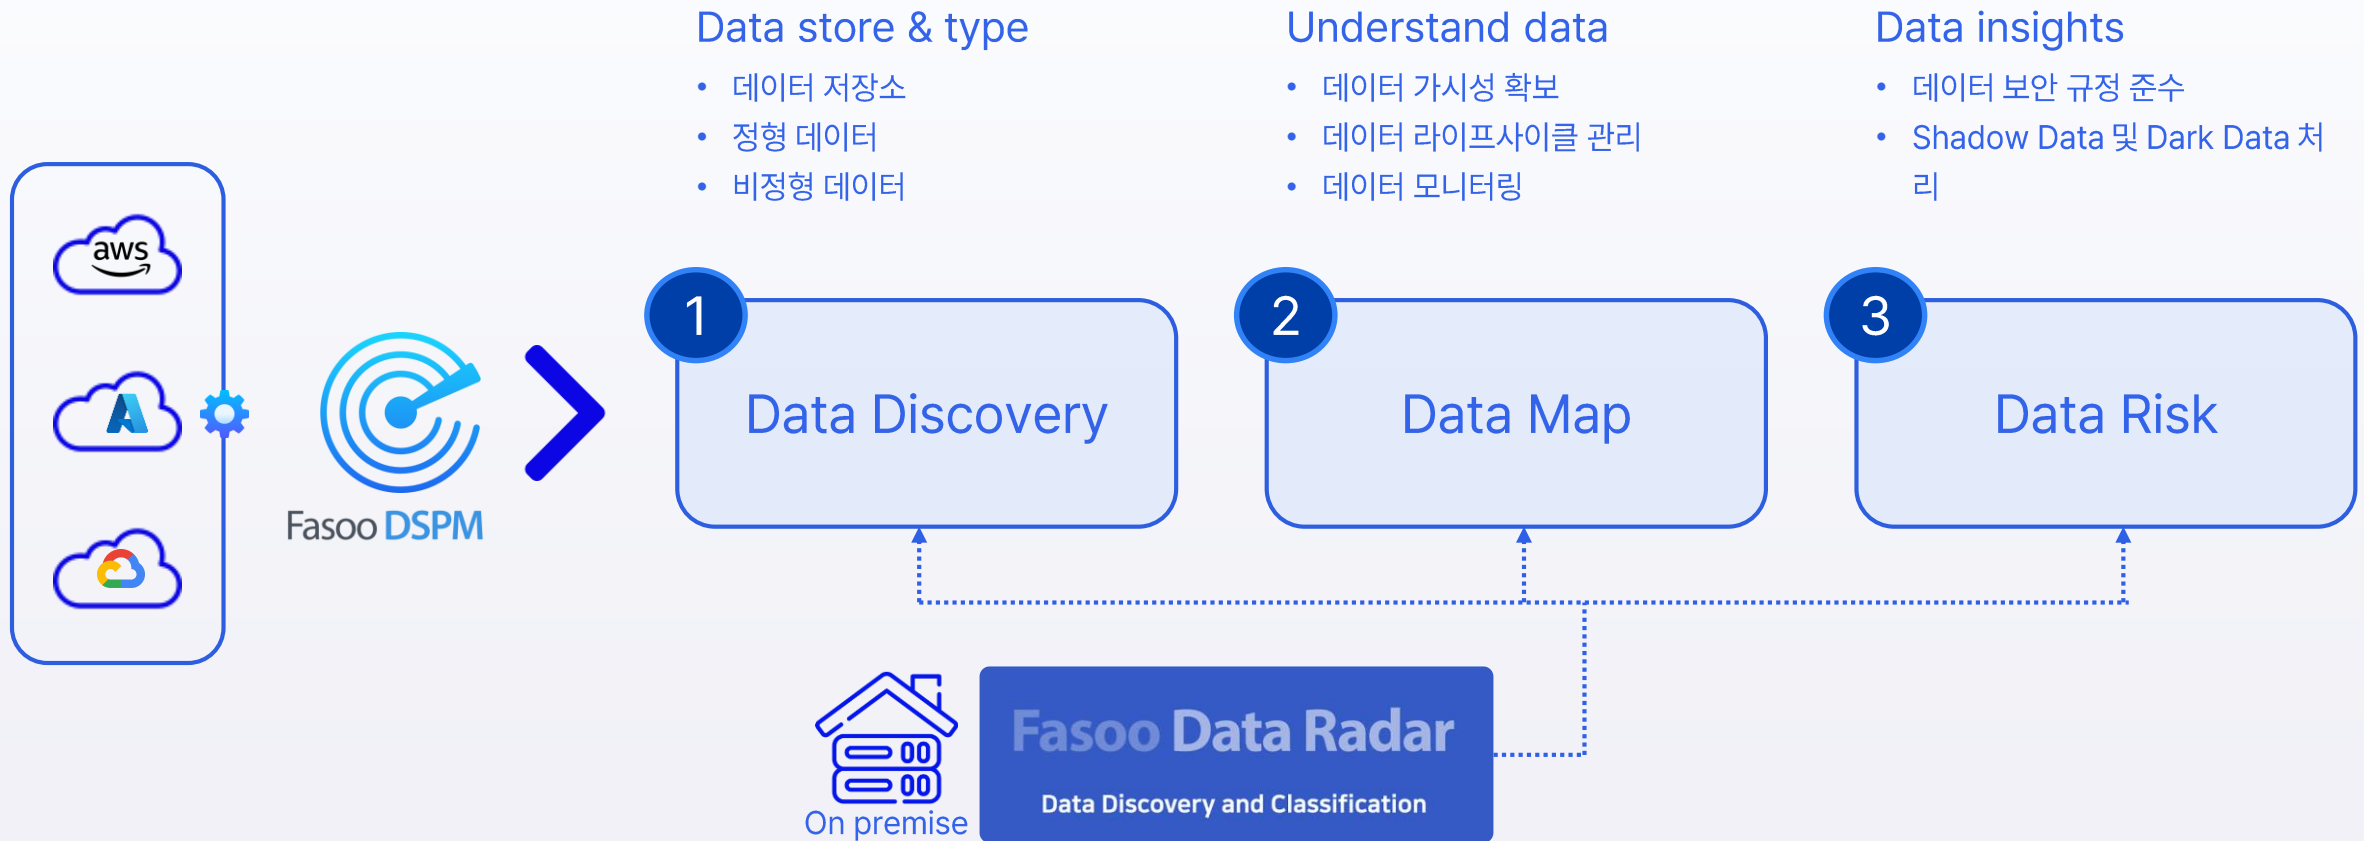 Data store & type
• 데이터 저장소
• 정형 데이터
• 비정형 데이터
Understand data
• 데이터 가시성 확보
• 데이터 라이프사이클 관리
• 데이터 모니터링
Data insights
• 데이터 보안 규정 준수
• Shadow Data 및 Dark Data 처
리
aws
Fasoo DSPM
1
Data Discovery
2
Data Map
3
Data Risk
On premise
Fasoo Data Radar
Data Discovery and Classification